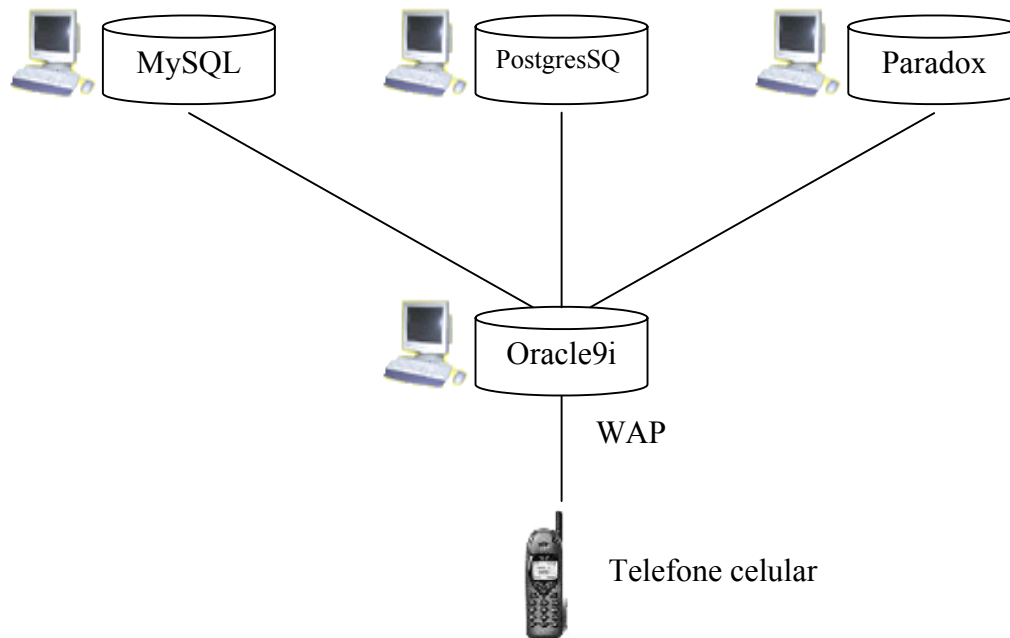 MySQL
PostgresSQ
Paradox
Oracle9i
WAP
Telefone celular